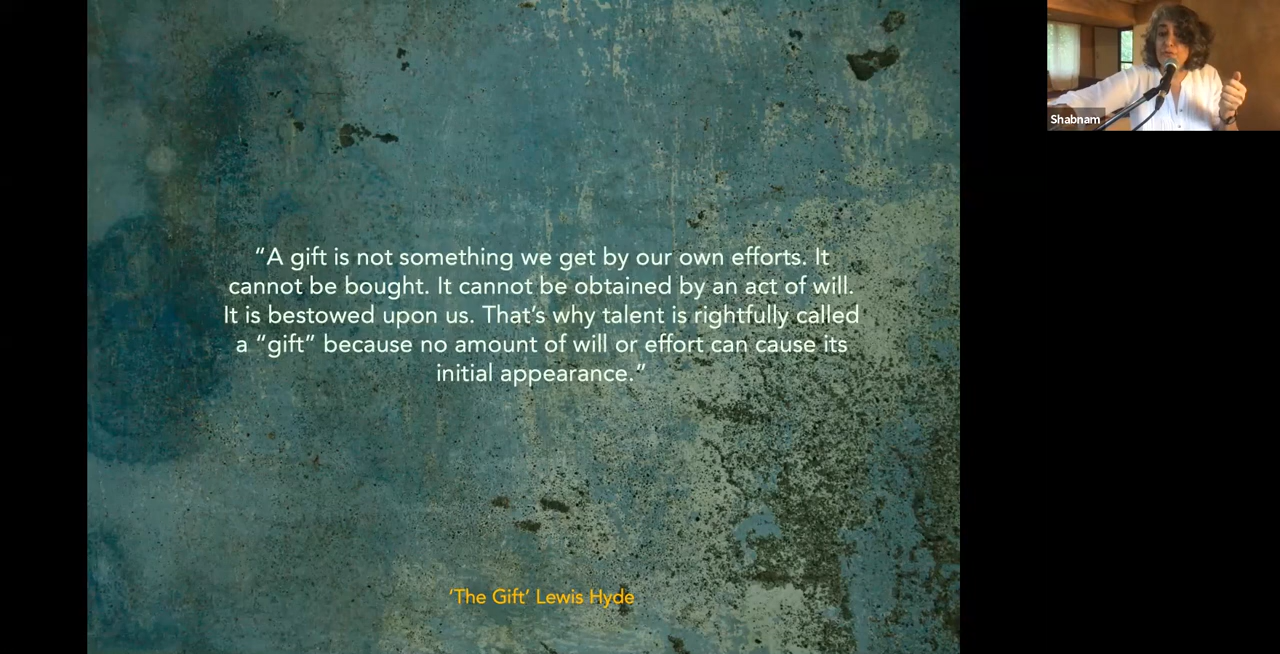 “A gift is not something we get by our own efforts. It
cannot be bought. It cannot be obtained by an act of will.
It is bestowed upon us. That’s why talent is rightfully called
a “gift” because no amount of will or effort can cause its
initial appearance.”
‘The Gift’ Lewis Hyde
Shabnam